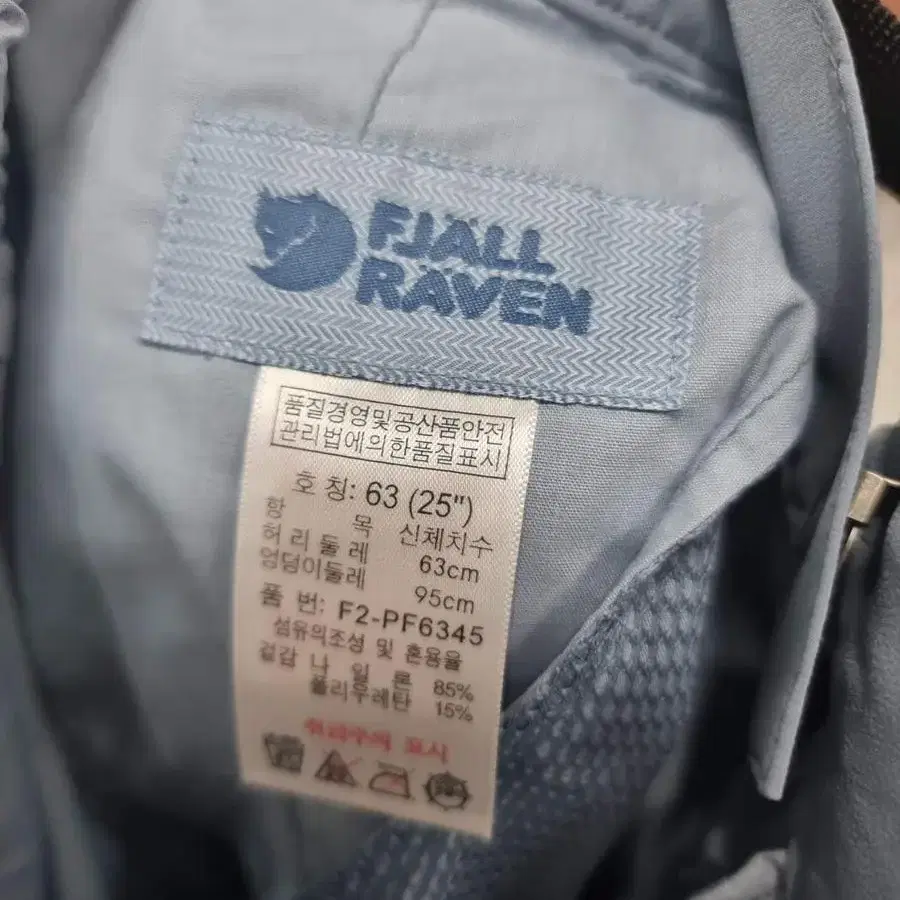 FJÄLL
RÄVEN
품질경영및공산품안전
관리법에의한품질표시
호 칭: 63 (25")
항 목 신체치수
허리둘레 63cm
엉덩이둘레 95cm
품 번: F2-PF6345
섬유의조성 및 혼용율
겉감 나 일 론 85%
폴리우레탄 15%
취급주의 표시